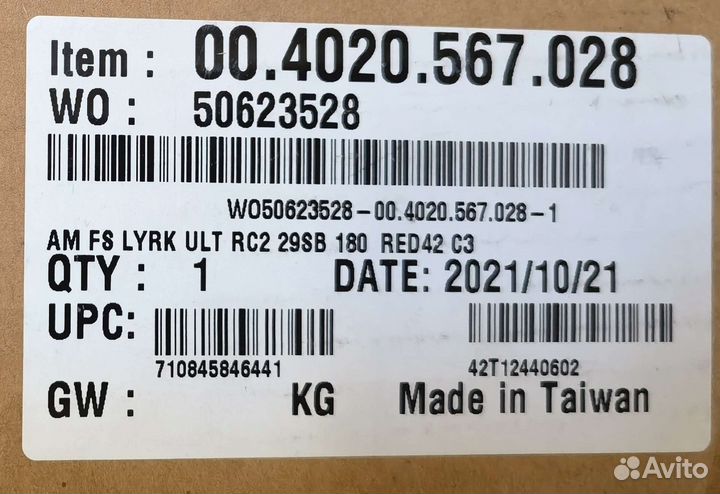 Item : 00.4020.567.028
WO : 50623528
WO50623528-00.4020.567.028-1
AM FS LYRK ULT RC2 29SB 180 RED42 C3
QTY : 1 DATE: 2021/10/21
UPC:
710845846441 42T12440602
GW : KG Made in Taiwan
Avito